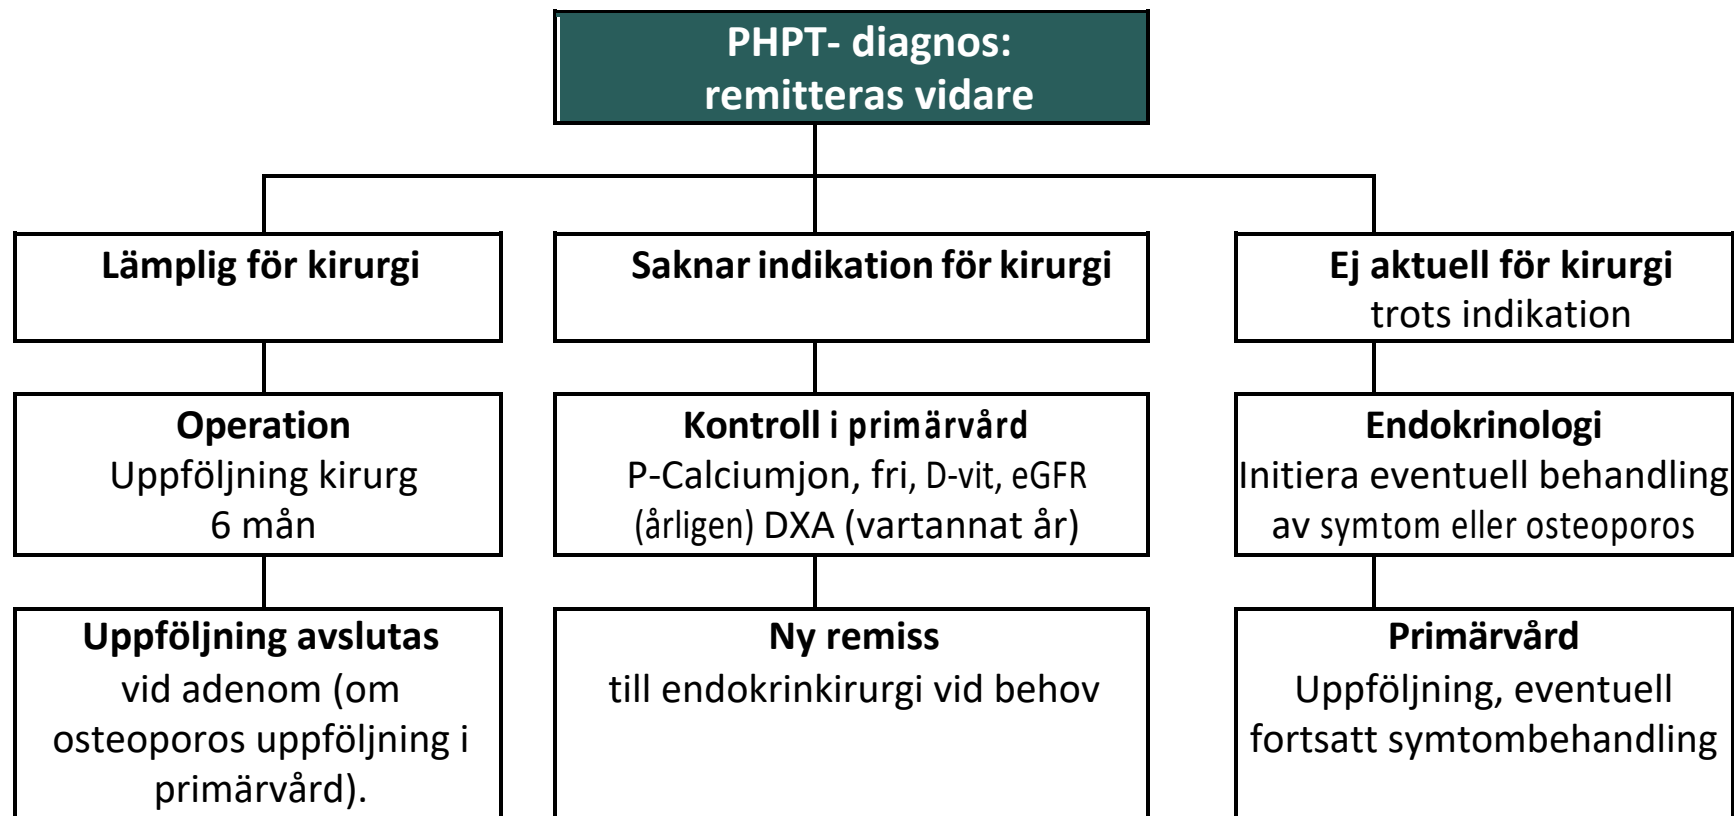 PHPT- diagnos:
remitteras vidare
Lämplig för kirurgi
Operation
Uppföljning kirurg
6 mån
Uppföljning avslutas
vid adenom (om
osteoporos uppföljning i
primärvård).
Saknar indikation för kirurgi
Kontroll i primärvård
P-Calciumjon, fri, D-vit, eGFR
(årligen) DXA (vartannat år)
Ny remiss
till endokrinkirurgi vid behov
Ej aktuell för kirurgi
trots indikation
Endokrinologi
Initiera eventuell behandling
av symtom eller osteoporos
Primärvård
Uppföljning, eventuell
fortsatt symtombehandling